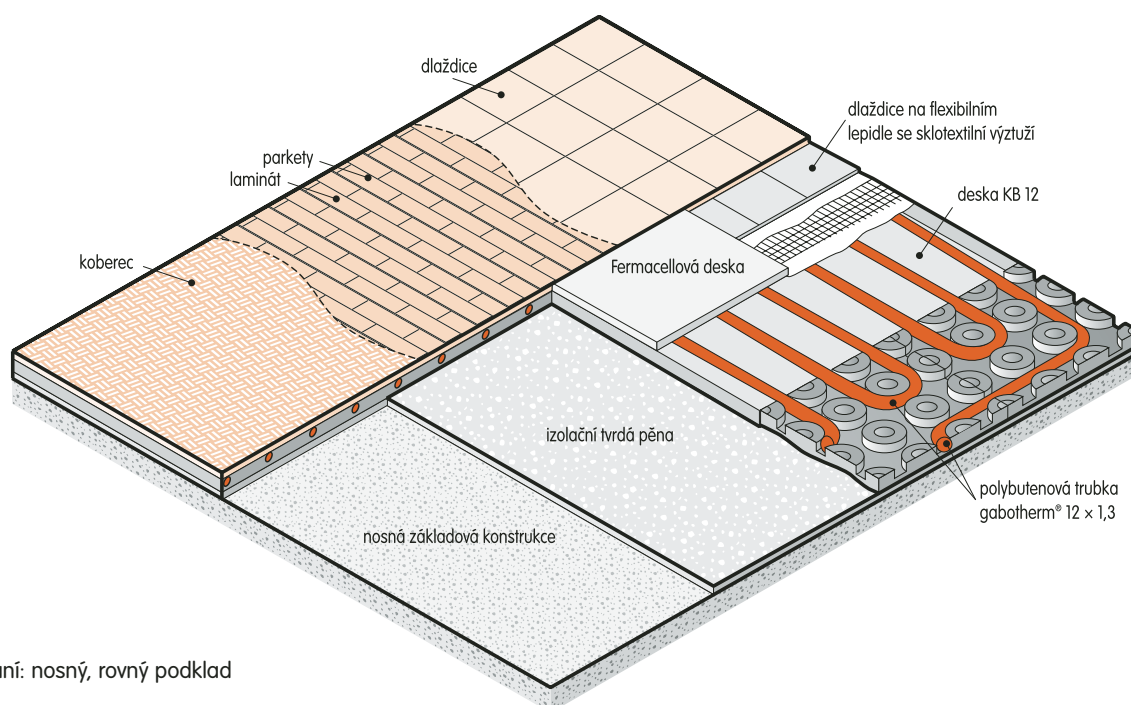 dlaždice
dlaždice na flexibilním
lepidle se sklotextilní výztuží
parkety
laminát
deska KB 12
koberec
Fermacellová deska
izolační tvrdá pěna
polybutenová trubka
gabotherm® 12 × 1,3
nosná základová konstrukce
nosný, rovný podklad